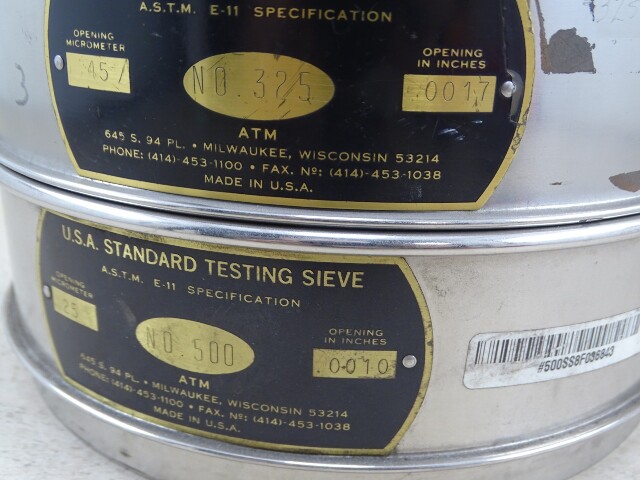 A.S.T.M. E-11 SPECIFICATION
OPENING
MICROMETER
45
NO. 325
OPENING
IN INCHES
.0017
ATM
645 S. 94 PL. • MILWAUKEE, WISCONSIN 53214
PHONE: (414)-453-1100 • FAX. Nº: (414)-453-1038
MADE IN U.S.A.
3
U.S.A. STANDARD TESTING SIEVE
A.S.T.M. E-11 SPECIFICATION
OPENING
MICROMETER
25
NO. 500
OPENING
IN INCHES
.0010
ATM
645 S. 94 PL. • MILWAUKEE, WISCONSIN 53214
PHONE: (414)-453-1100 • FAX. Nº: (414)-453-1038
MADE IN U.S.A.
#500SS8F036843